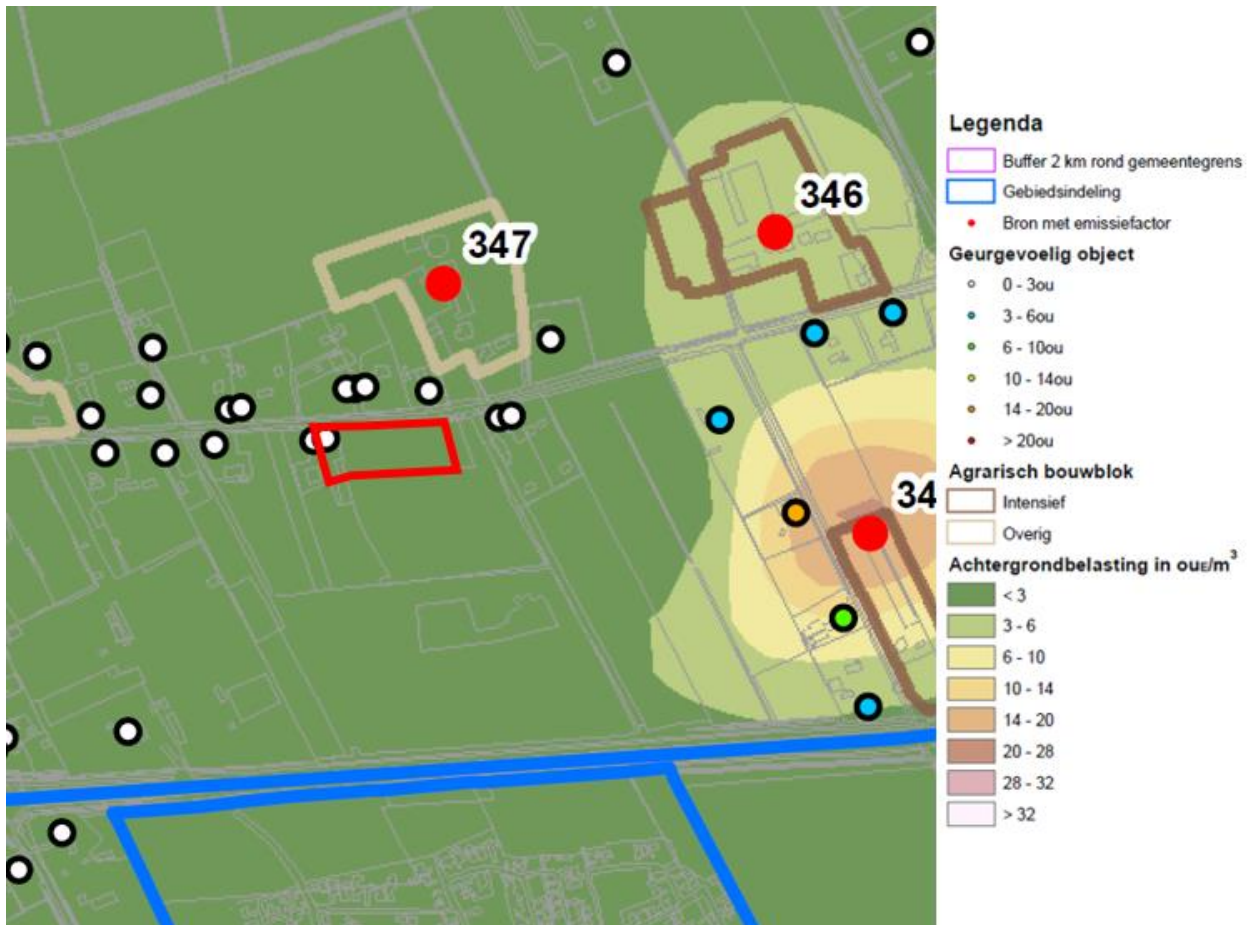 346
347
34
Legenda
Buffer 2 km rond gemeentegrens
Gebiedsindeling
Bron met emissiefactor
Geurgevoelig object
0 - 3ou
3 - 6ou
6 - 10ou
10 - 14ou
14 - 20ou
> 20ou
Agrarisch bouwblok
Intensief
Overig
Achtergrondbelasting in ouE/m³
< 3
3 - 6
6 - 10
10 - 14
14 - 20
20 - 28
28 - 32
> 32